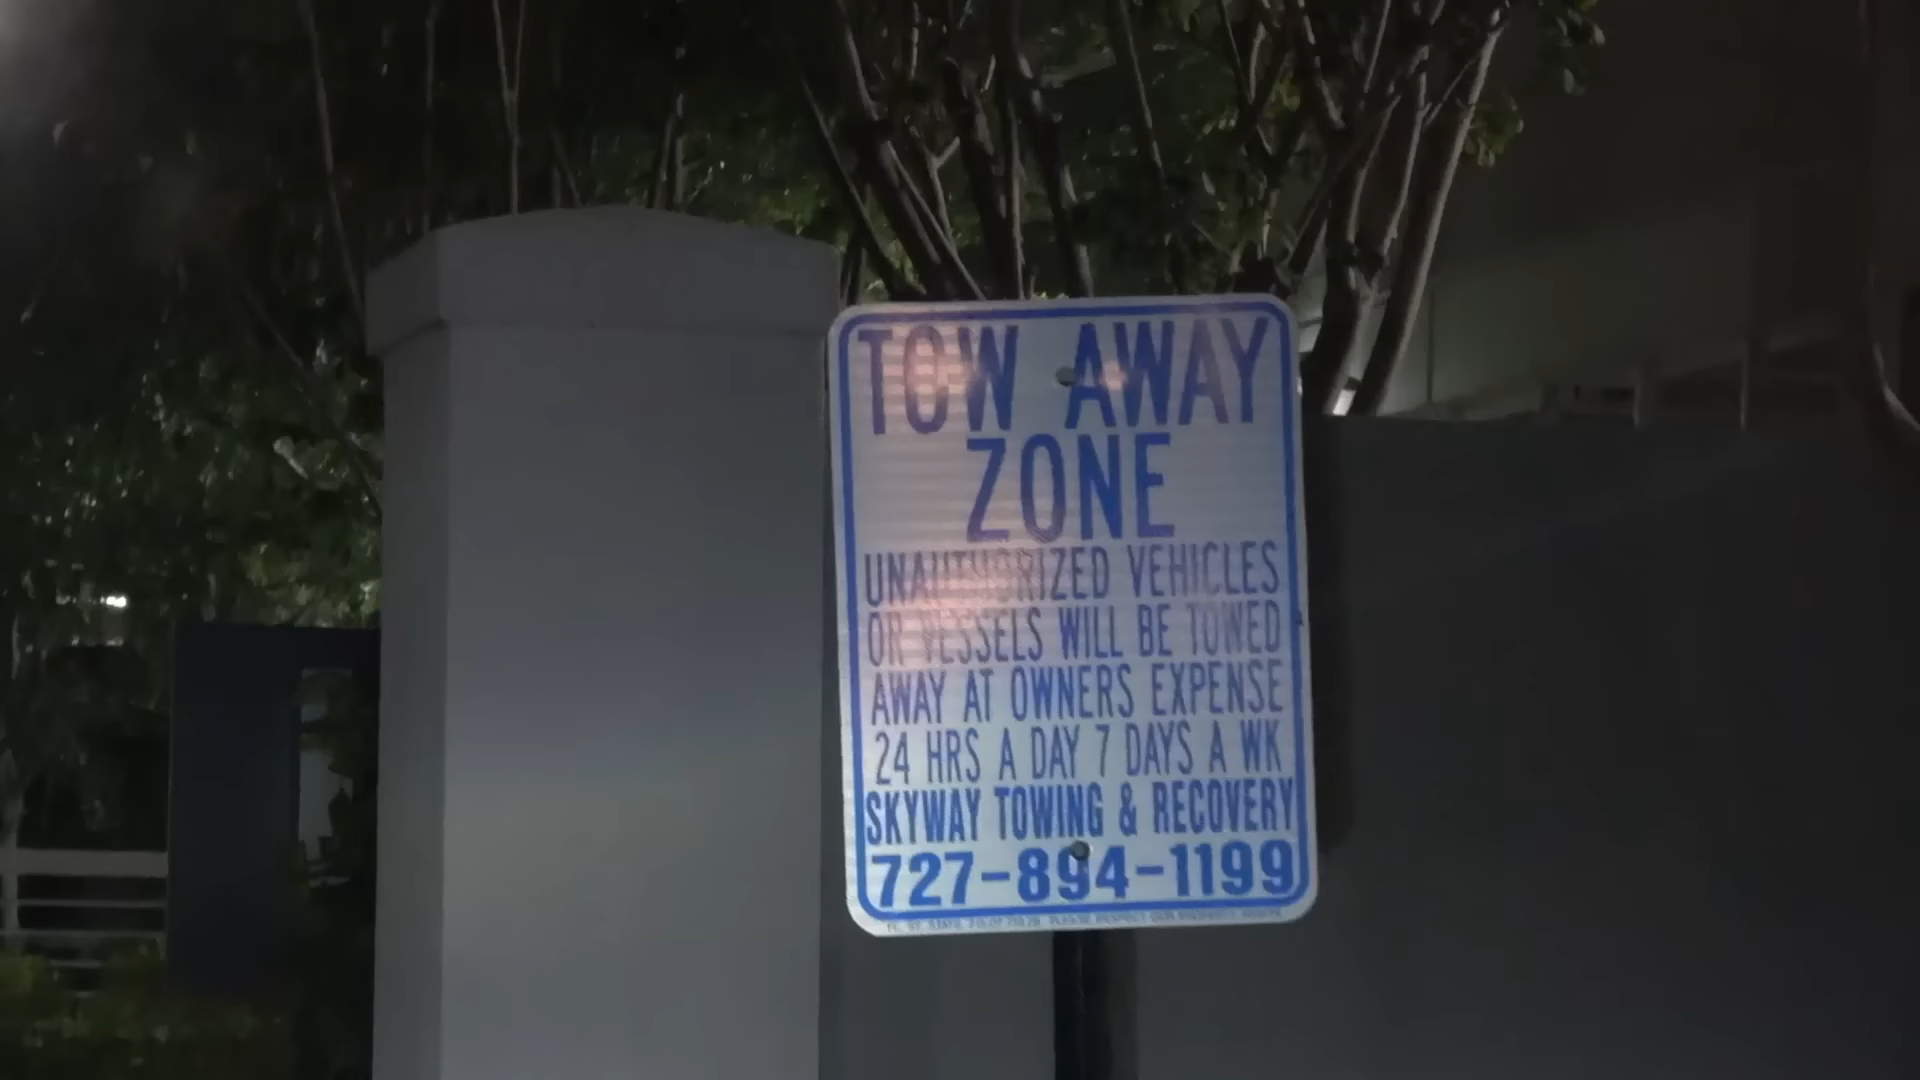 TOW AWAY
ZONE
UNAUTHORIZED VEHICLES
OR VESSELS WILL BE TOWED
AWAY AT OWNERS EXPENSE
24 HRS A DAY 7 DAYS A WK
SKYWAY TOWING & RECOVERY
727-894-1199